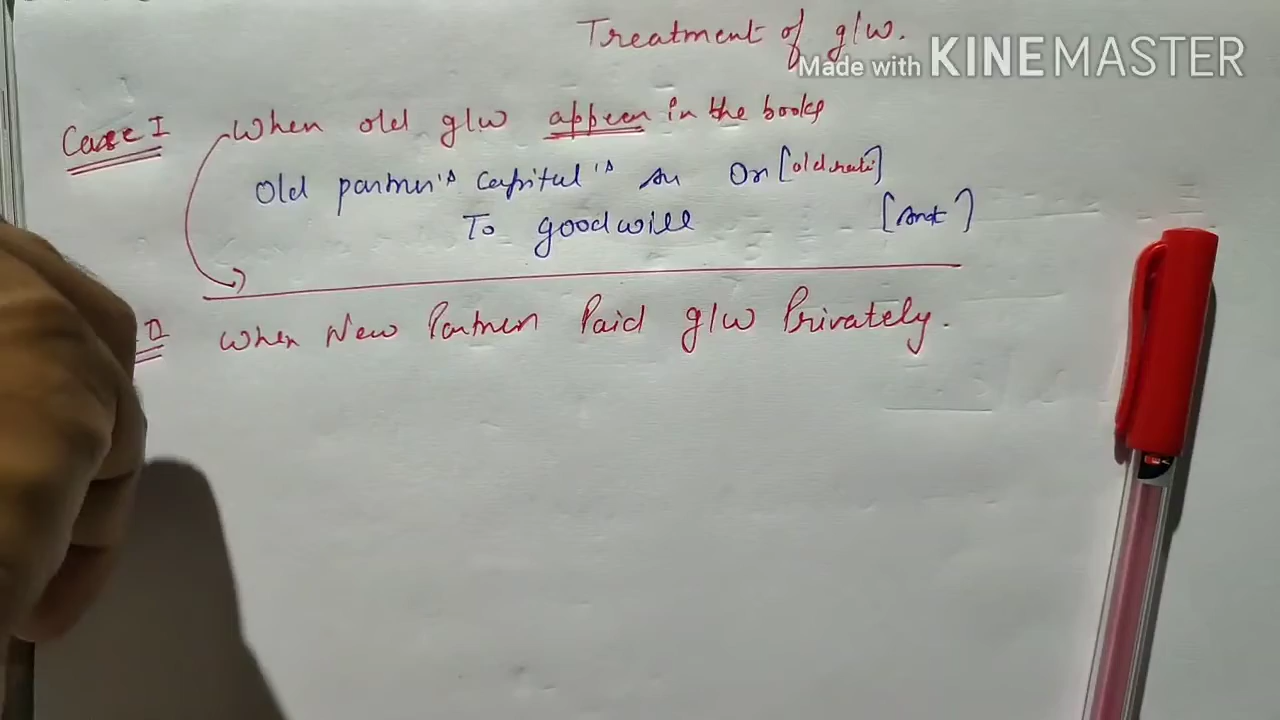 Treatment of g/w.
Made with KINEMASTER
Case I When old g/w appear in the books
Old partner's Capital's Dr [old ratio]
To goodwill [Amt]
II When New Partner Paid g/w Privately.